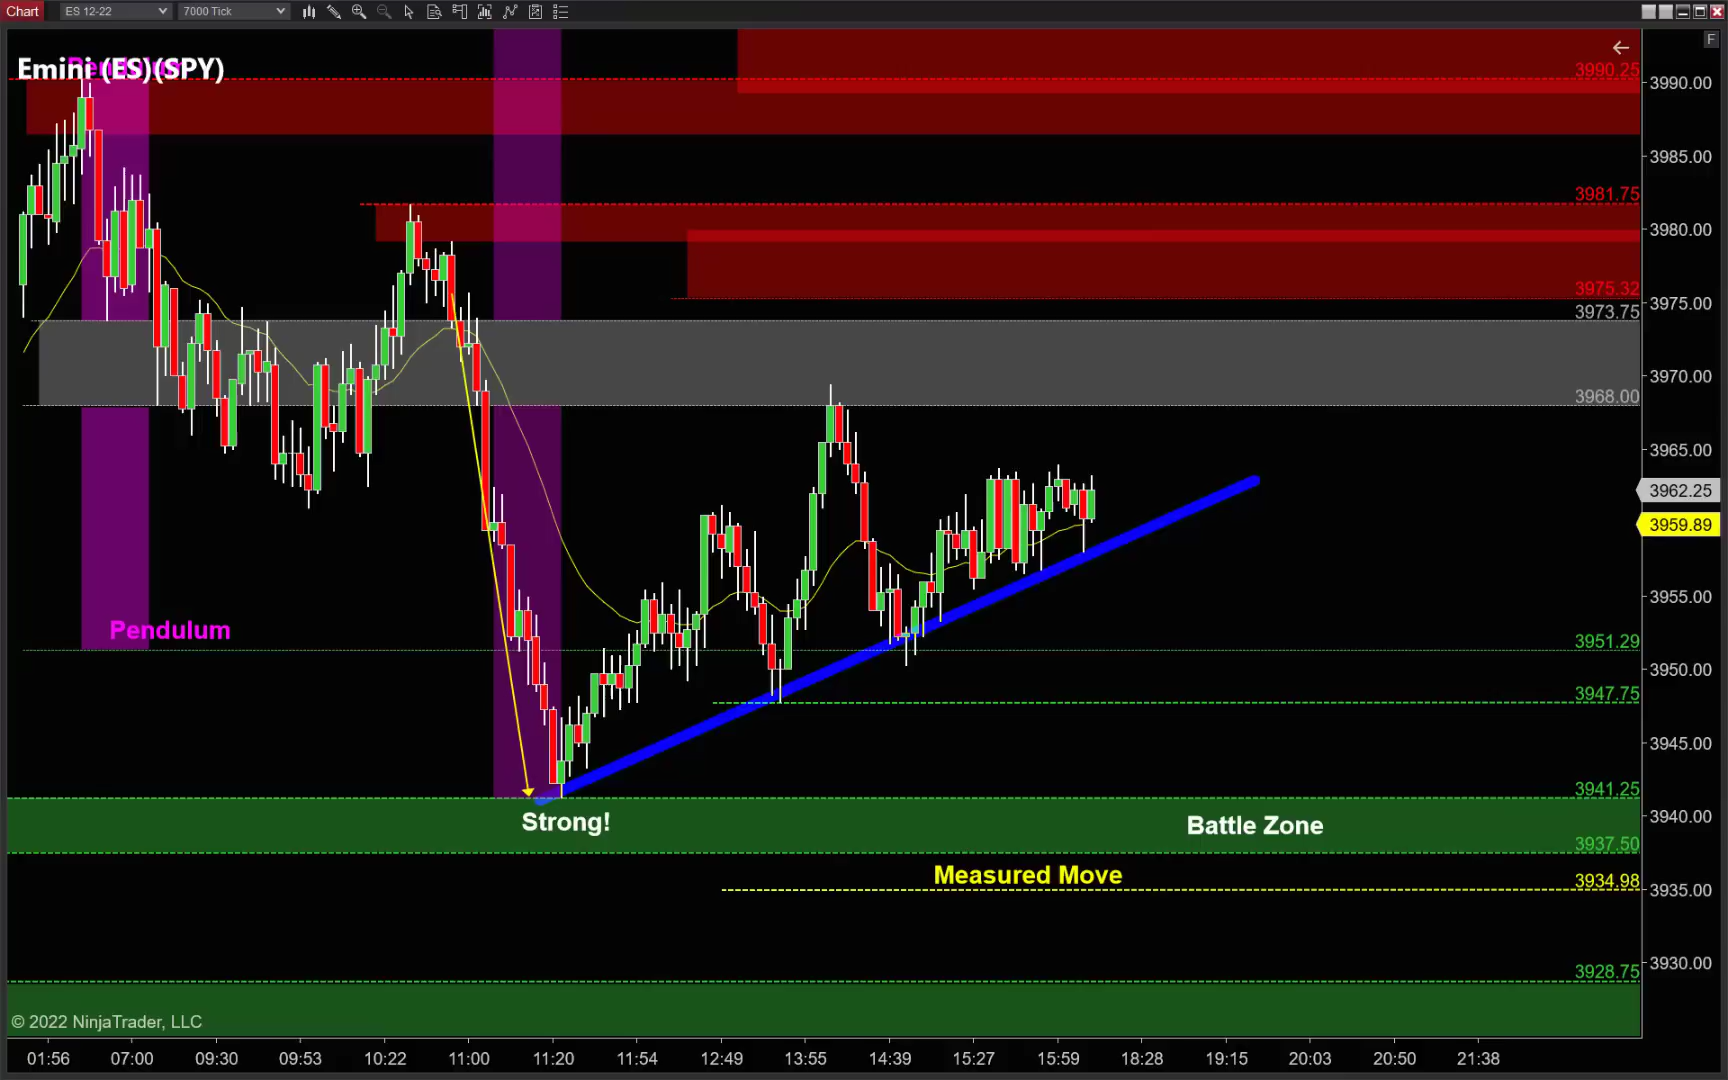 Chart ES 12-22 7000 Tick
F
Pendulum
Emini (ES)(SPY)
3990.25
3990.00
3985.00
3981.75
3980.00
3975.32
3975.00
3973.75
3970.00
3968.00
3965.00
3962.25
3959.89
3955.00
Pendulum
3951.29
3950.00
3947.75
3945.00
3941.25
3940.00
Strong!
Battle Zone
3937.50
Measured Move
3934.98
3935.00
3930.00
3928.75
© 2022 NinjaTrader, LLC
01:56 07:00 09:30 09:53 10:22 11:00 11:20 11:54 12:49 13:55 14:39 15:27 15:59 18:28 19:15 20:03 20:50 21:38